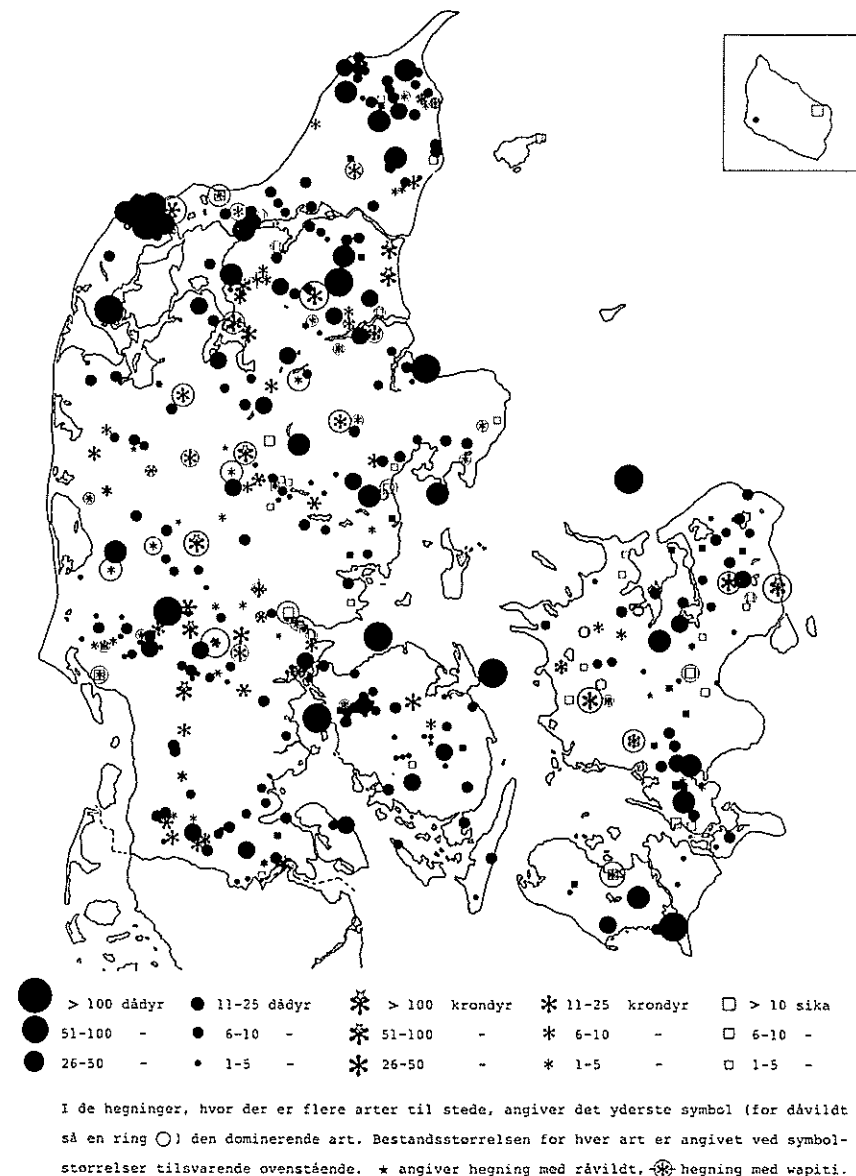 > 100 dådyr 11-25 dådyr > 100 krondyr 11-25 krondyr > 10 sika
51-100 - 6-10 - 51-100 - 6-10 - 6-10 -
26-50 - 1-5 - 26-50 - 1-5 - 1-5 -
I de hegninger, hvor der er flere arter til stede, angiver det yderste symbol (for dåvildt
så en ring ○) den dominerende art. Bestandsstørrelsen for hver art er angivet ved symbol-
størrelser tilsvarende ovenstående. ★ angiver hegning med råvildt, hegning med wapiti.